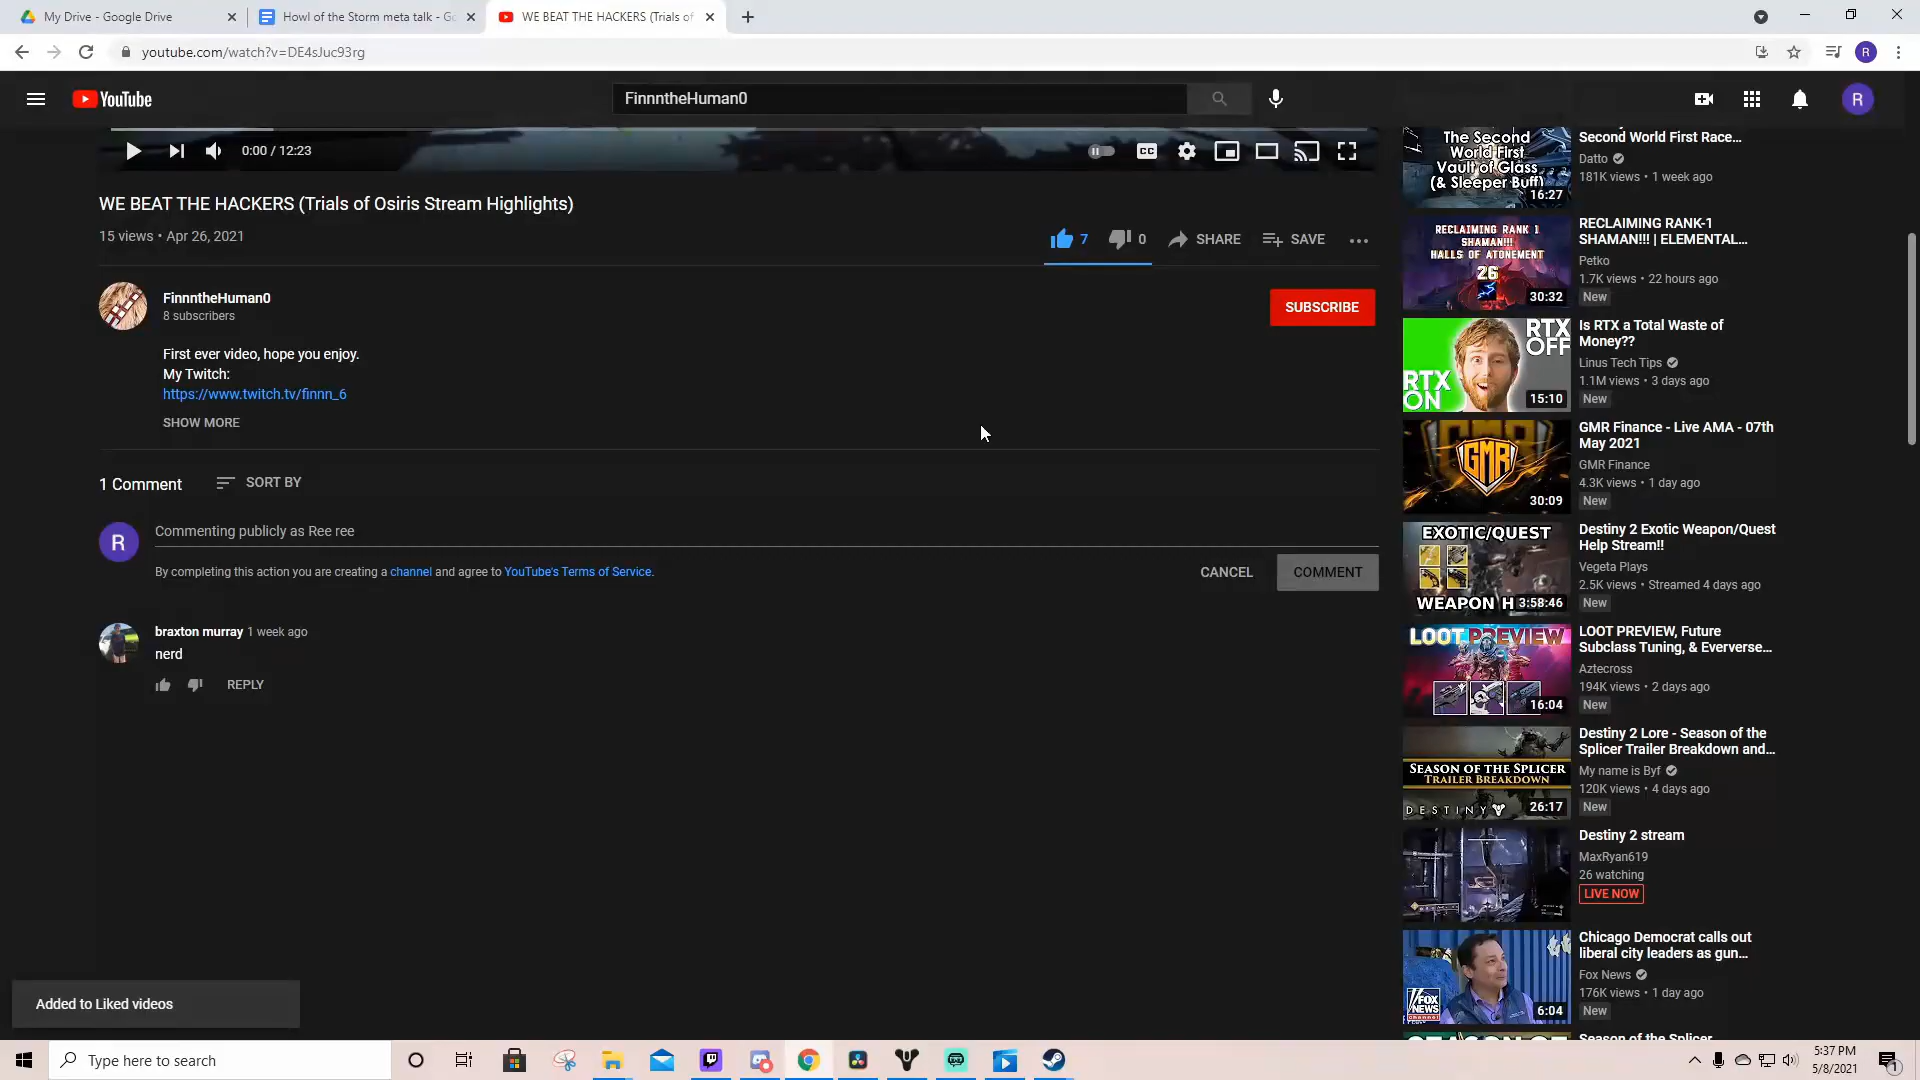 My Drive - Google Drive
Howl of the Storm meta talk - Go
WE BEAT THE HACKERS (Trials of
youtube.com/watch?v=DE4sJuc93rg
R
YouTube
FinnntheHuman0
R
0:00 / 12:23
CC
WE BEAT THE HACKERS (Trials of Osiris Stream Highlights)
15 views • Apr 26, 2021
7
0
SHARE
SAVE
FinnntheHuman0
8 subscribers
SUBSCRIBE
First ever video, hope you enjoy.
My Twitch:
https://www.twitch.tv/finnn_6
SHOW MORE
1 Comment
SORT BY
R
Commenting publicly as Ree ree
By completing this action you are creating a channel and agree to YouTube's Terms of Service.
CANCEL
COMMENT
braxton murray 1 week ago
nerd
REPLY
The Second
World First
Vault of Glass
(& Sleeper Buff)
16:27
Second World First Race...
Datto
181K views • 1 week ago
RECLAIMING RANK 1
SHAMAN!!!
HALLS OF ATONEMENT
26
30:32
RECLAIMING RANK-1
SHAMAN!!! | ELEMENTAL...
Petko
1.7K views • 22 hours ago
New
RTX
OFF
RTX
ON
15:10
Is RTX a Total Waste of
Money??
Linus Tech Tips
1.1M views • 3 days ago
New
GMR
30:09
GMR Finance - Live AMA - 07th
May 2021
GMR Finance
4.3K views • 1 day ago
New
EXOTIC/QUEST
WEAPON H
3:58:46
Destiny 2 Exotic Weapon/Quest
Help Stream!!
Vegeta Plays
2.5K views • Streamed 4 days ago
New
LOOT PREVIEW
16:04
LOOT PREVIEW, Future
Subclass Tuning, & Eververse...
Aztecross
194K views • 2 days ago
New
SEASON OF THE SPLICER
TRAILER BREAKDOWN
DESTINY
26:17
Destiny 2 Lore - Season of the
Splicer Trailer Breakdown and...
My name is Byf
120K views • 4 days ago
New
Destiny 2 stream
MaxRyan619
26 watching
LIVE NOW
FOX
NEWS
channel
6:04
Chicago Democrat calls out
liberal city leaders as gun...
Fox News
176K views • 1 day ago
New
Season of the Splicer
Added to Liked videos
Type here to search
5:37 PM
5/8/2021
1